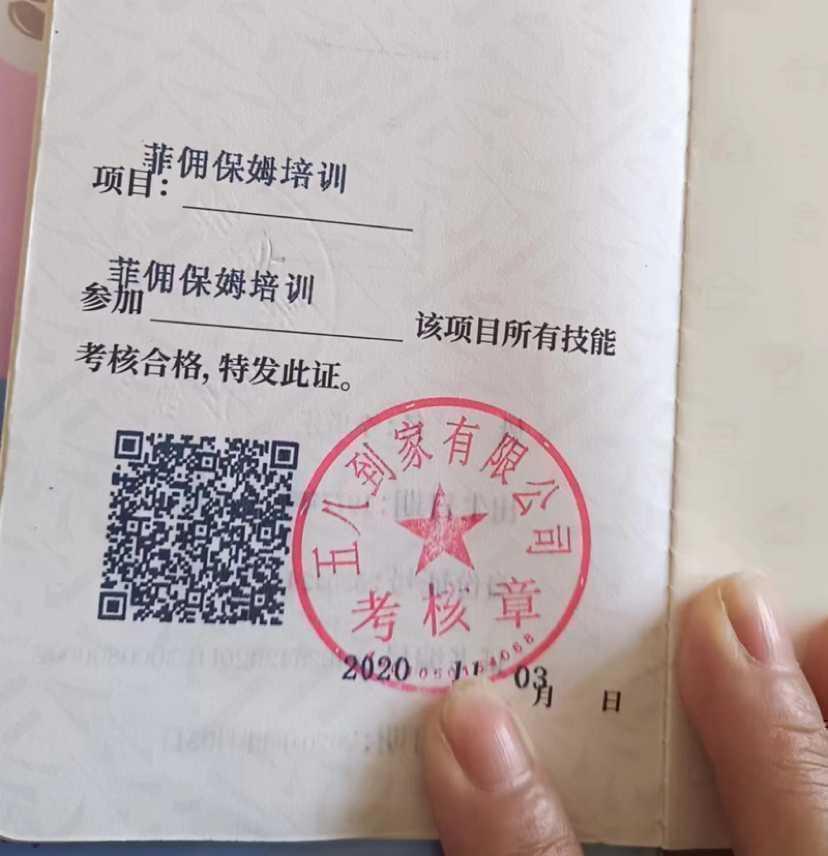 菲佣保姆培训
项目：
菲佣保姆培训
参加 该项目所有技能
考核合格，特发此证。
五八到家有限公司
考核章
2020 11 03
月 日